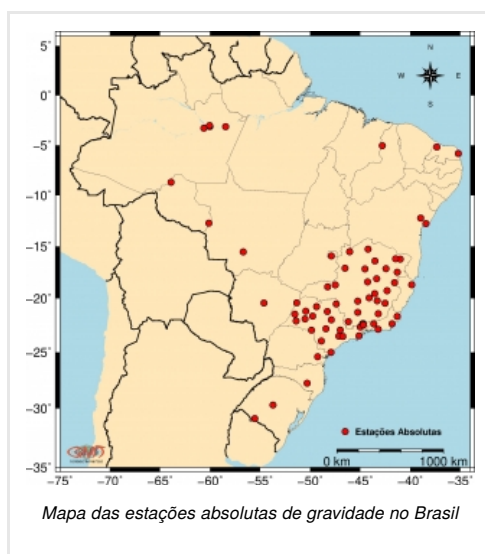 5°
0°
−5°
−10°
−15°
−20°
−25°
−30°
−35°
N
W E
S
Estações Absolutas
0 km 1000 km
−75° −70° −65° −60° −55° −50° −45° −40° −35°
Mapa das estações absolutas de gravidade no Brasil